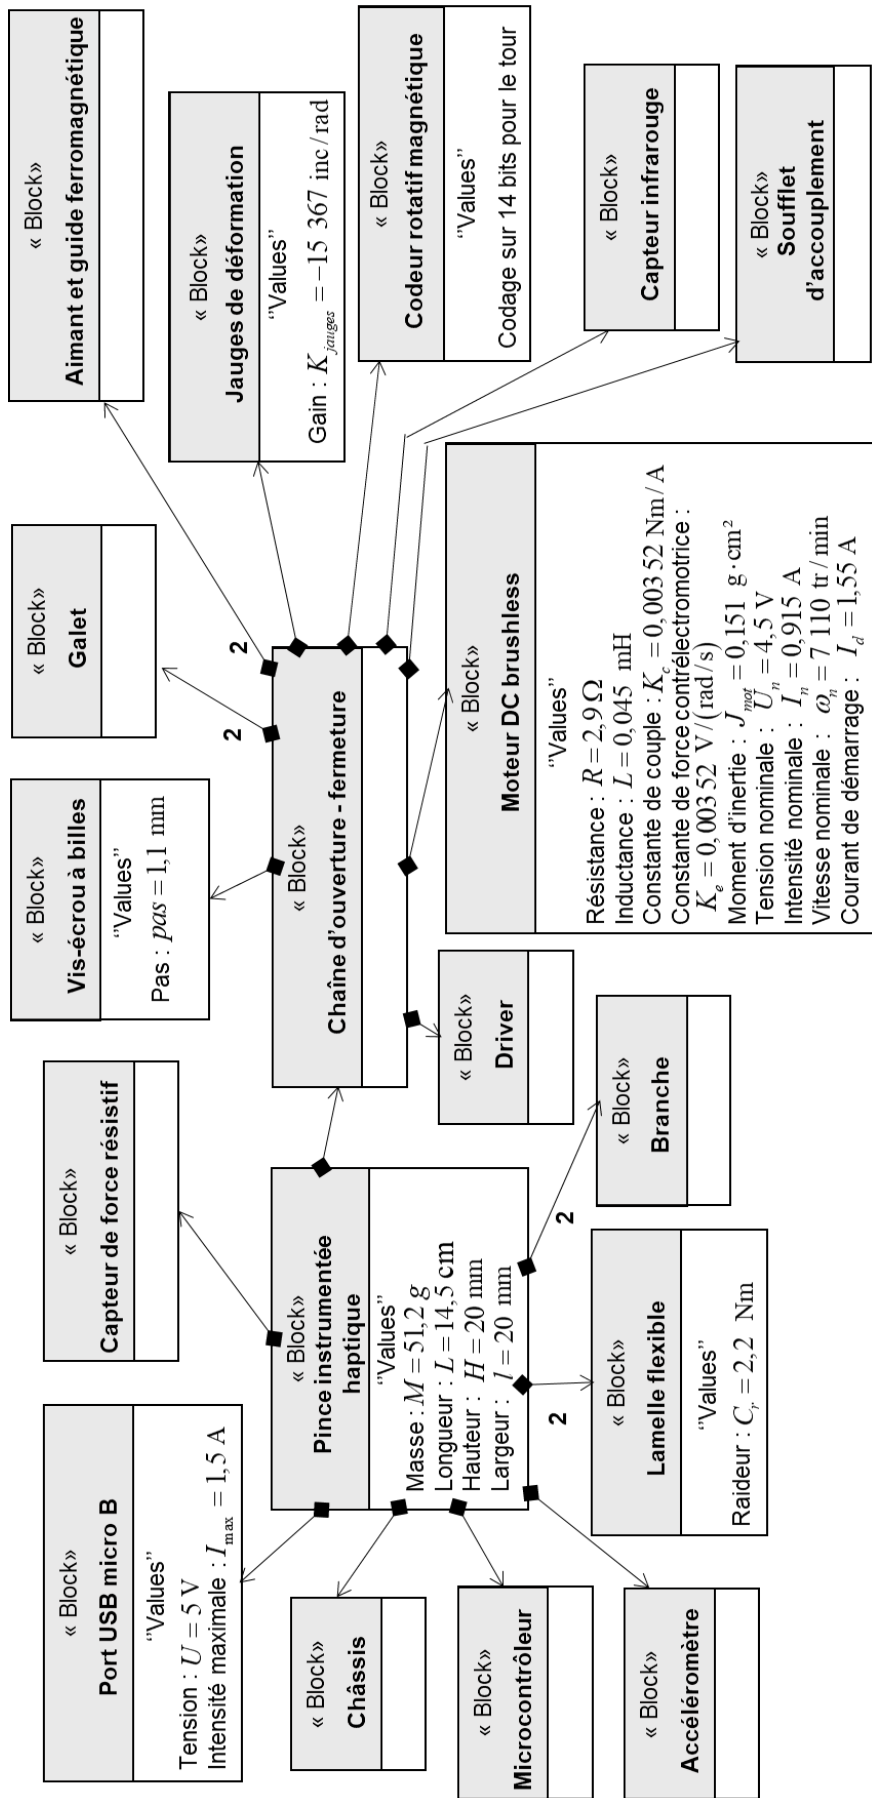 « Block»
Port USB micro B
"Values"
Tension : U = 5 V
Intensité maximale : I_max = 1,5 A
« Block»
Capteur de force résistif
« Block»
Vis-écrou à billes
"Values"
Pas : pas = 1,1 mm
« Block»
Galet
« Block»
Aimant et guide ferromagnétique
2
2
« Block»
Jauges de déformation
"Values"
Gain : K_jauges = −15 367 inc/rad
« Block»
Châssis
« Block»
Pince instrumentée
haptique
"Values"
Masse : M = 51,2 g
Longueur : L = 14,5 cm
Hauteur : H = 20 mm
Largeur : l = 20 mm
« Block»
Chaîne d'ouverture - fermeture
« Block»
Codeur rotatif magnétique
"Values"
Codage sur 14 bits pour le tour
« Block»
Microcontrôleur
« Block»
Driver
« Block»
Moteur DC brushless
"Values"
Résistance : R = 2,9 Ω
Inductance : L = 0,045 mH
Constante de couple : K_c = 0,003 52 Nm / A
Constante de force contrélectromotrice :
K_e = 0,003 52 V/(rad / s)
Moment d'inertie : J_mot = 0,151 g·cm²
Tension nominale : U_n = 4,5 V
Intensité nominale : I_n = 0,915 A
Vitesse nominale : ω_n = 7 110 tr / min
Courant de démarrage : I_d = 1,55 A
« Block»
Capteur infrarouge
« Block»
Accéléromètre
2
« Block»
Lamelle flexible
"Values"
Raideur : C_r = 2,2 Nm
2
« Block»
Branche
« Block»
Soufflet
d'accouplement